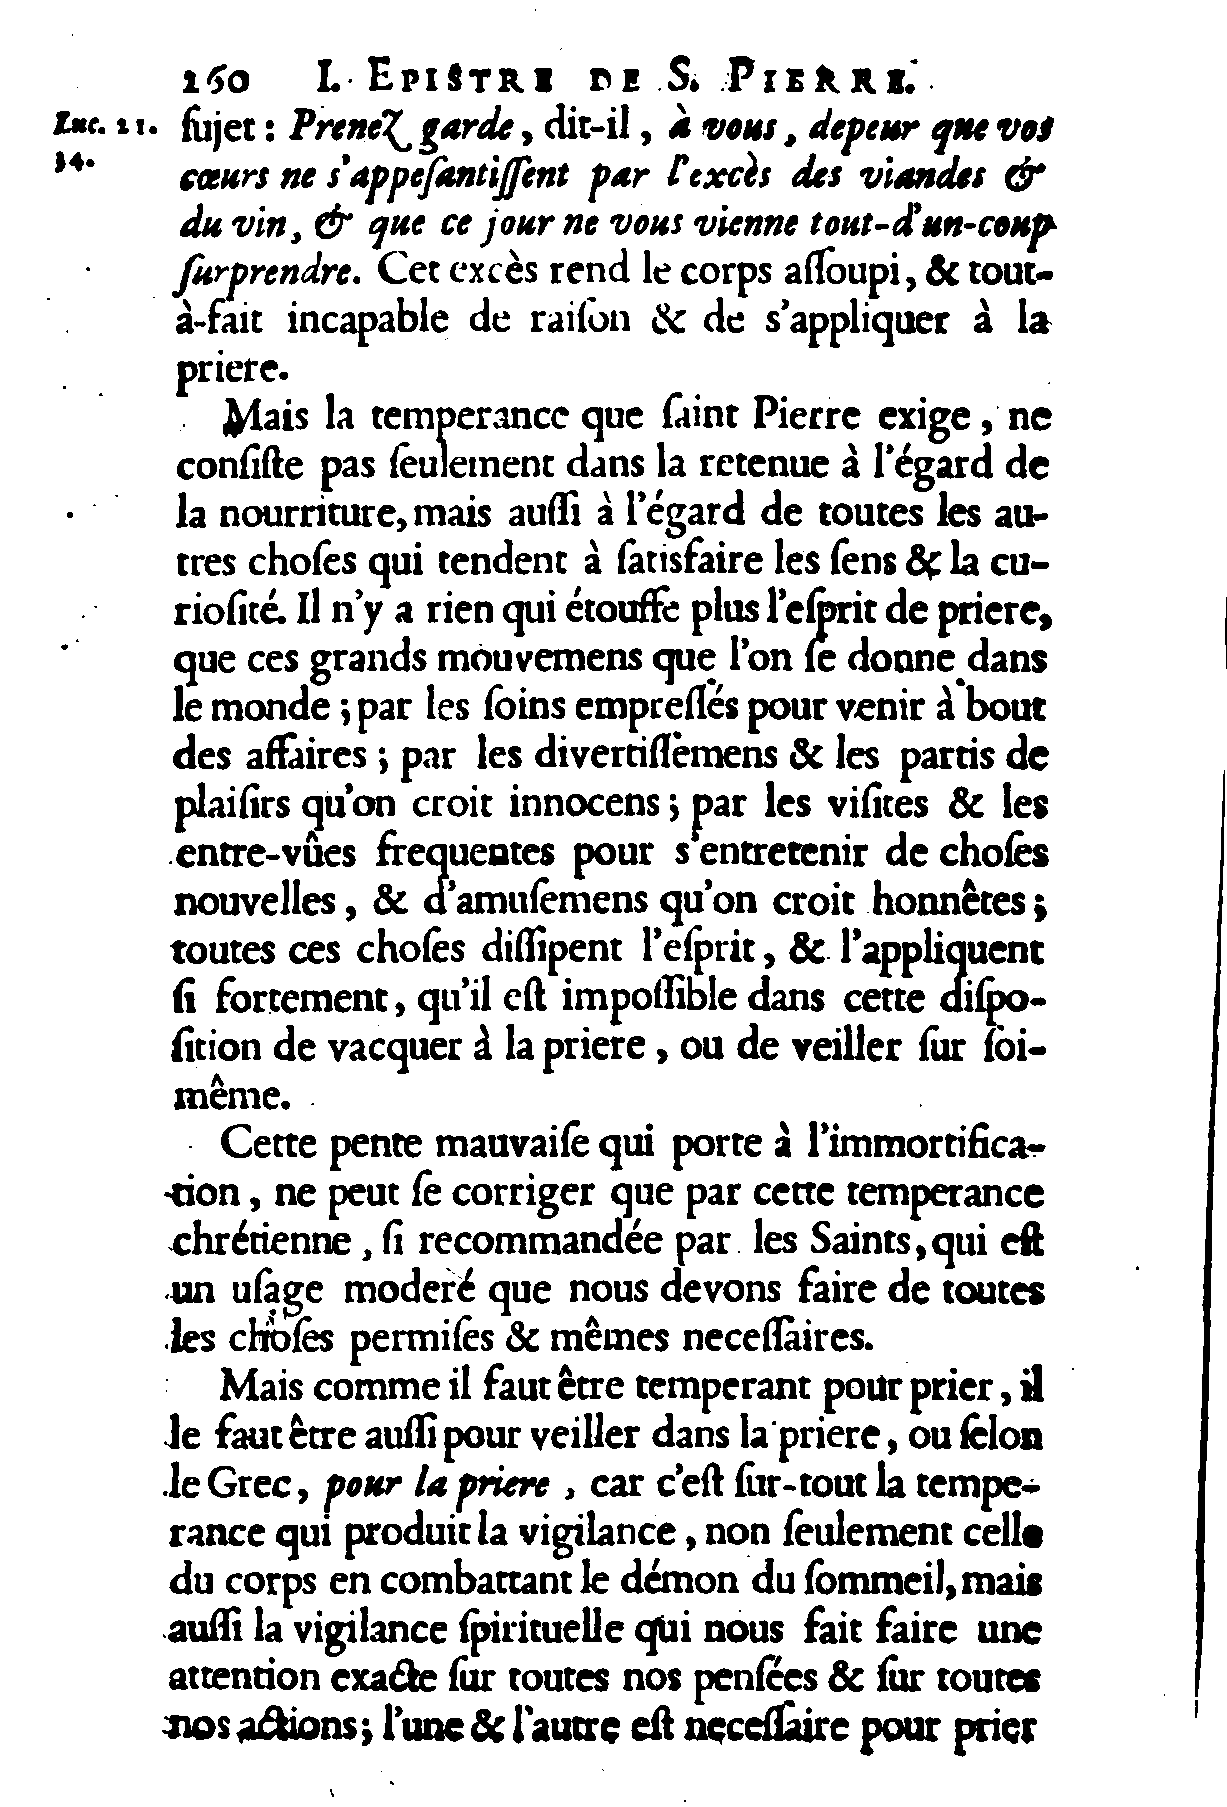 260 I. EPISTRE DE S. PIERRE.
Luc. 21. ſujet : Prenez garde, dit-il, à vous, depeur que vos
34. cœurs ne s'appeſantiſſent par l'excès des viandes &
du vin, & que ce jour ne vous vienne tout-d'un-coup
ſurprendre. Cet excès rend le corps aſſoupi, & tout-
à-fait incapable de raiſon & de s'appliquer à la
priere.
Mais la temperance que ſaint Pierre exige, ne
conſiſte pas ſeulement dans la retenue à l'égard de
la nourriture, mais auſſi à l'égard de toutes les au-
tres choſes qui tendent à ſatisfaire les ſens & la cu-
rioſité. Il n'y a rien qui étouffe plus l'eſprit de priere,
que ces grands mouvemens que l'on ſe donne dans
le monde ; par les ſoins empreſſés pour venir à bout
des affaires ; par les divertiſſemens & les partis de
plaiſirs qu'on croit innocens ; par les viſites & les
entre-vûes frequentes pour s'entretenir de choſes
nouvelles, & d'amuſemens qu'on croit honnêtes ;
toutes ces choſes diſſipent l'eſprit, & l'appliquent
ſi fortement, qu'il eſt impoſſible dans cette diſpo-
ſition de vacquer à la priere, ou de veiller ſur ſoi-
même.
Cette pente mauvaiſe qui porte à l'immortifica-
tion, ne peut ſe corriger que par cette temperance
chrétienne, ſi recommandée par les Saints, qui eſt
un uſage moderé que nous devons faire de toutes
les choſes permiſes & mêmes neceſſaires.
Mais comme il faut être temperant pour prier, il
le faut être auſſi pour veiller dans la priere, ou ſelon
le Grec, pour la priere, car c'eſt ſur-tout la tempe-
rance qui produit la vigilance, non ſeulement celle
du corps en combattant le démon du ſommeil, mais
auſſi la vigilance ſpirituelle qui nous fait faire une
attention exacte ſur toutes nos penſées & ſur toutes
nos actions ; l'une & l'autre eſt neceſſaire pour prier